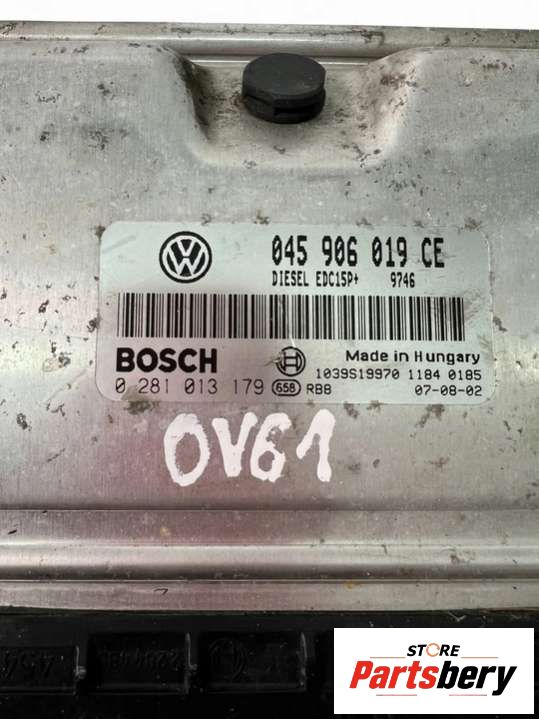 045 906 019 CE
DIESEL EDC15P+ 9746
BOSCH
Made in Hungary
1039S19970 1184 0185
0 281 013 179 658 RBB 07-08-02
OV61
STORE
Partsbery